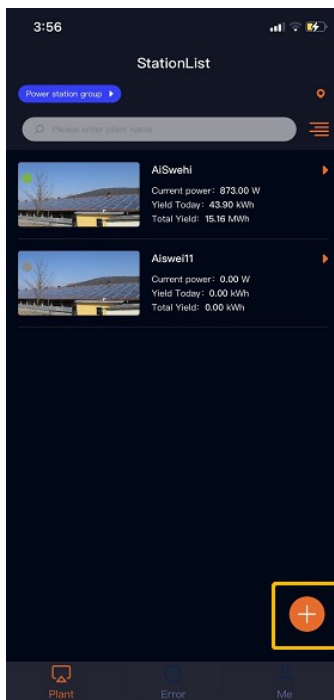 3:56
StationList
Power station group
Please enter plant name
AiSwehi
Current power: 873.00 W
Yield Today: 43.90 kWh
Total Yield: 15.16 MWh
Aiswei11
Current power: 0.00 W
Yield Today: 0.00 kWh
Total Yield: 0.00 kWh
Plant Error Me